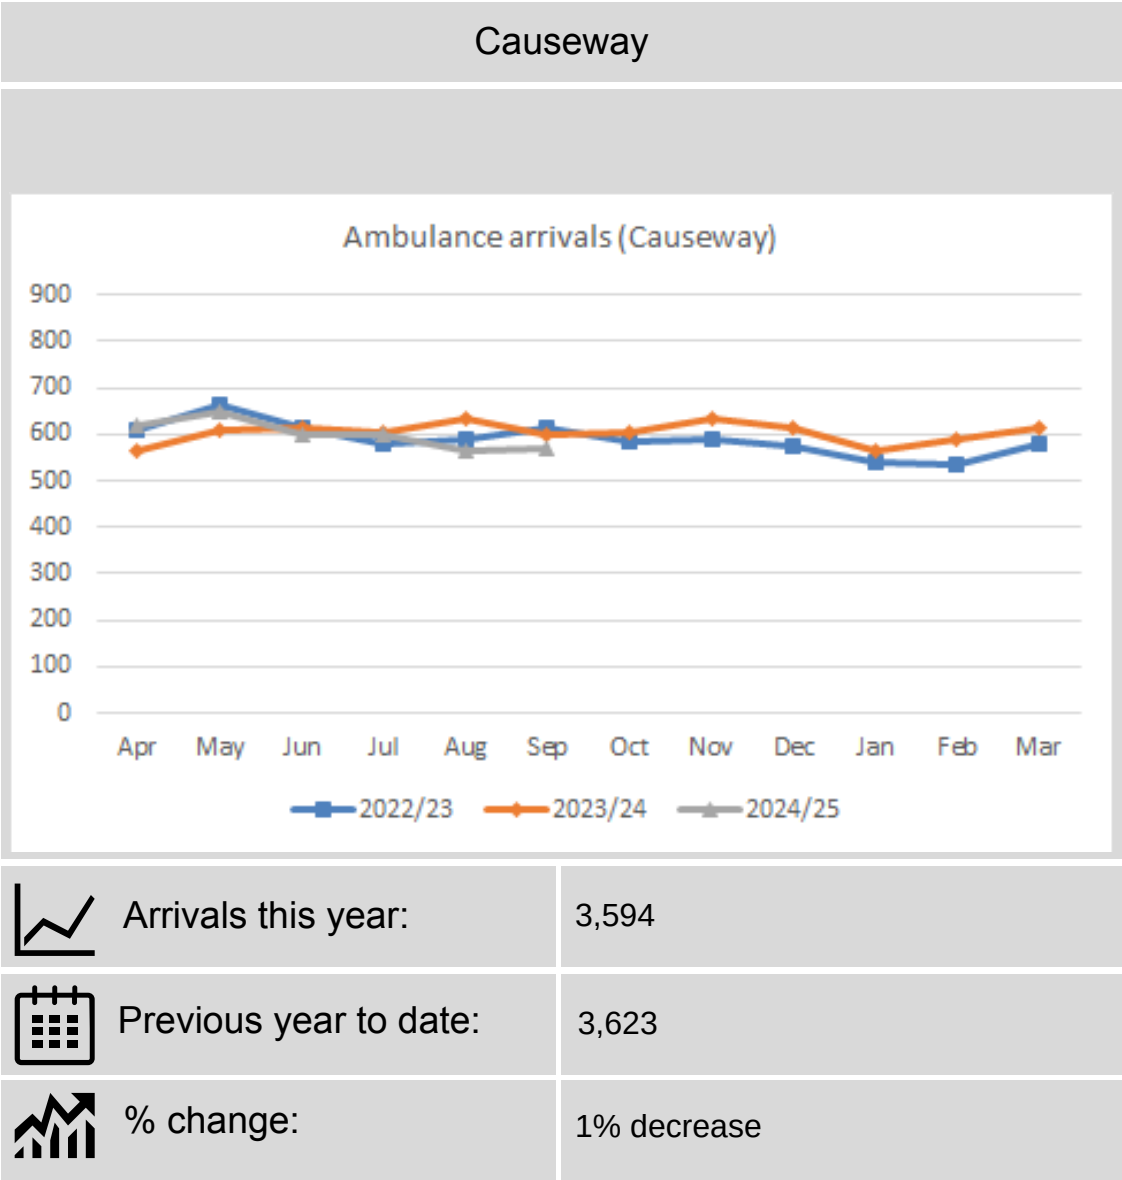 Causeway
Ambulance arrivals (Causeway)
900
800
700
600
500
400
300
200
100
0
Apr May Jun Jul Aug Sep Oct Nov Dec Jan Feb Mar
2022/23 2023/24 2024/25
Arrivals this year: 3,594
Previous year to date: 3,623
% change: 1% decrease